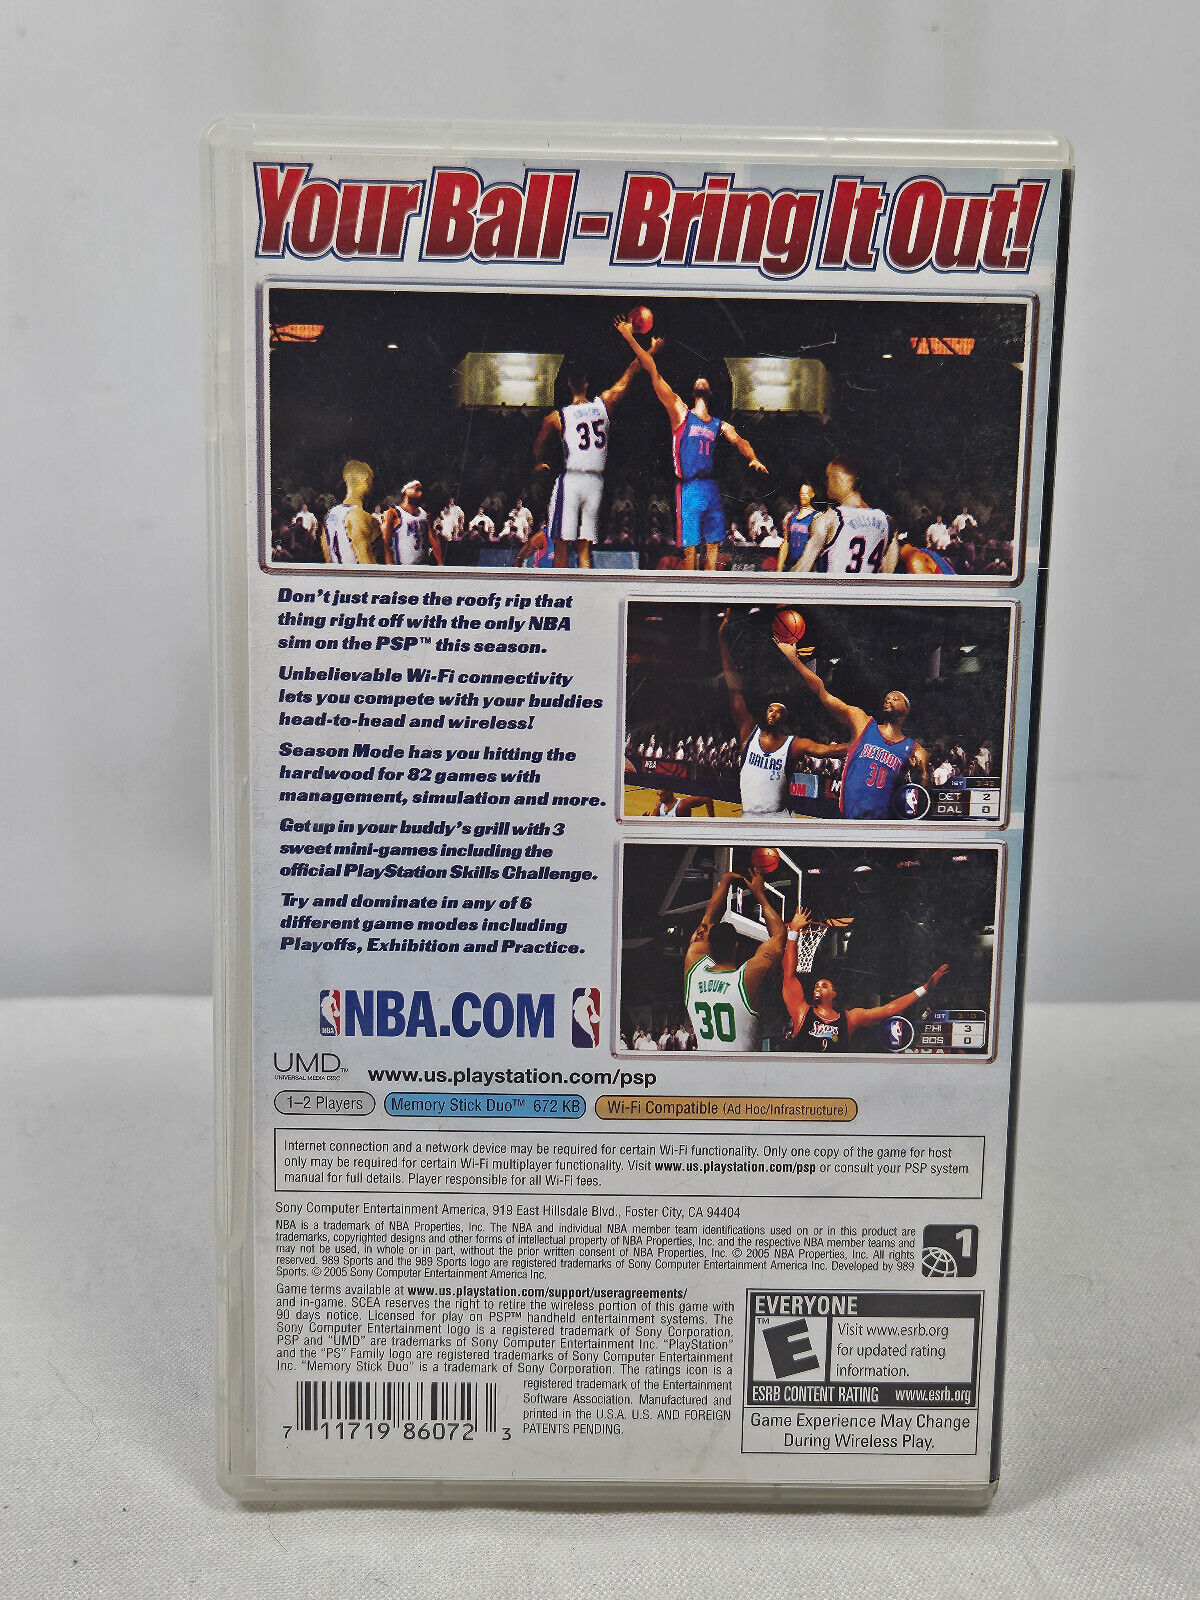 Your Ball - Bring It Out!
35
11
34
Don't just raise the roof; rip that
thing right off with the only NBA
sim on the PSP™ this season.
Unbelievable Wi-Fi connectivity
lets you compete with your buddies
head-to-head and wireless!
Season Mode has you hitting the
hardwood for 82 games with
management, simulation and more.
Get up in your buddy's grill with 3
sweet mini-games including the
official PlayStation Skills Challenge.
Try and dominate in any of 6
different game modes including
Playoffs, Exhibition and Practice.
DALLAS
DETROIT
30
DET 2
DAL 0
BLOUNT
30
SIXERS
9
1ST 3:10
PHI 3
BOS 0
NBA NBA.COM
UMD™
UNIVERSAL MEDIA DISC
www.us.playstation.com/psp
1-2 Players
Memory Stick Duo™ 672 KB
Wi-Fi Compatible (Ad Hoc/Infrastructure)
Internet connection and a network device may be required for certain Wi-Fi functionality. Only one copy of the game for host
only may be required for certain Wi-Fi multiplayer functionality. Visit www.us.playstation.com/psp or consult your PSP system
manual for full details. Player responsible for all Wi-Fi fees.
Sony Computer Entertainment America, 919 East Hillsdale Blvd., Foster City, CA 94404
NBA is a trademark of NBA Properties, Inc. The NBA and individual NBA member team identifications used on or in this product are
trademarks, copyrighted designs and other forms of intellectual property of NBA Properties, Inc. and the respective NBA member teams and
may not be used, in whole or in part, without the prior written consent of NBA Properties, Inc. © 2005 NBA Properties, Inc. All rights
reserved. 989 Sports and the 989 Sports logo are registered trademarks of Sony Computer Entertainment America Inc. Developed by 989
Sports. © 2005 Sony Computer Entertainment America Inc.
1
Game terms available at www.us.playstation.com/support/useragreements/
and in-game. SCEA reserves the right to retire the wireless portion of this game with
90 days notice. Licensed for play on PSP™ handheld entertainment systems. The
Sony Computer Entertainment logo is a registered trademark of Sony Corporation.
PSP and "UMD" are trademarks of Sony Computer Entertainment Inc. "PlayStation"
and the "PS" Family logo are registered trademarks of Sony Computer Entertainment
Inc. "Memory Stick Duo" is a trademark of Sony Corporation. The ratings icon is a
registered trademark of the Entertainment
Software Association. Manufactured and
printed in the U.S.A. U.S. AND FOREIGN
PATENTS PENDING.
7 11719 86072 3
EVERYONE
™
E
Visit www.esrb.org
for updated rating
information.
ESRB CONTENT RATING www.esrb.org
Game Experience May Change
During Wireless Play.